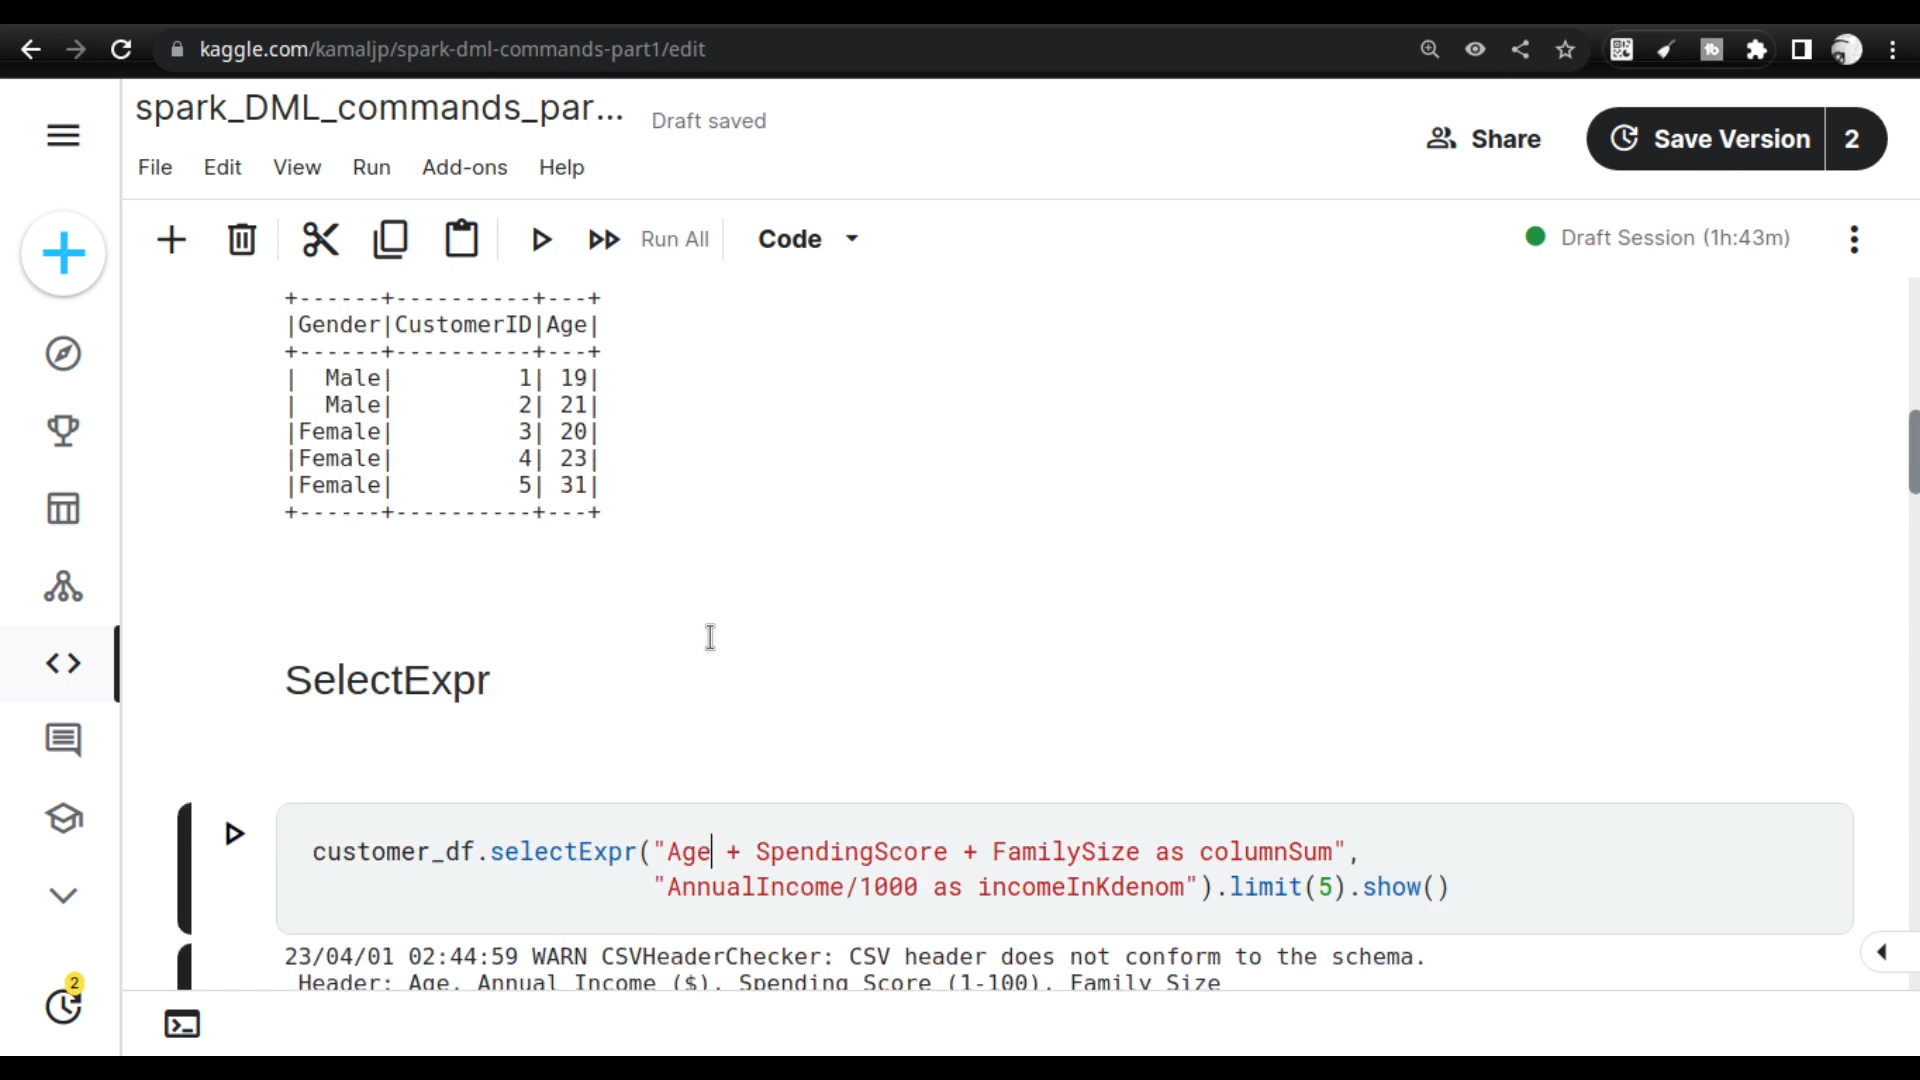 kaggle.com/kamaljp/spark-dml-commands-part1/edit
spark_DML_commands_par... Draft saved
Share
Save Version 2
File Edit View Run Add-ons Help
Run All Code Draft Session (1h:43m)
+------+----------+---+
|Gender|CustomerID|Age|
+------+----------+---+
|  Male|         1| 19|
|  Male|         2| 21|
|Female|         3| 20|
|Female|         4| 23|
|Female|         5| 31|
+------+----------+---+
SelectExpr
customer_df.selectExpr("Age + SpendingScore + FamilySize as columnSum",
"AnnualIncome/1000 as incomeInKdenom").limit(5).show()
23/04/01 02:44:59 WARN CSVHeaderChecker: CSV header does not conform to the schema.
Header: Age, Annual Income ($), Spending Score (1-100), Family Size
2